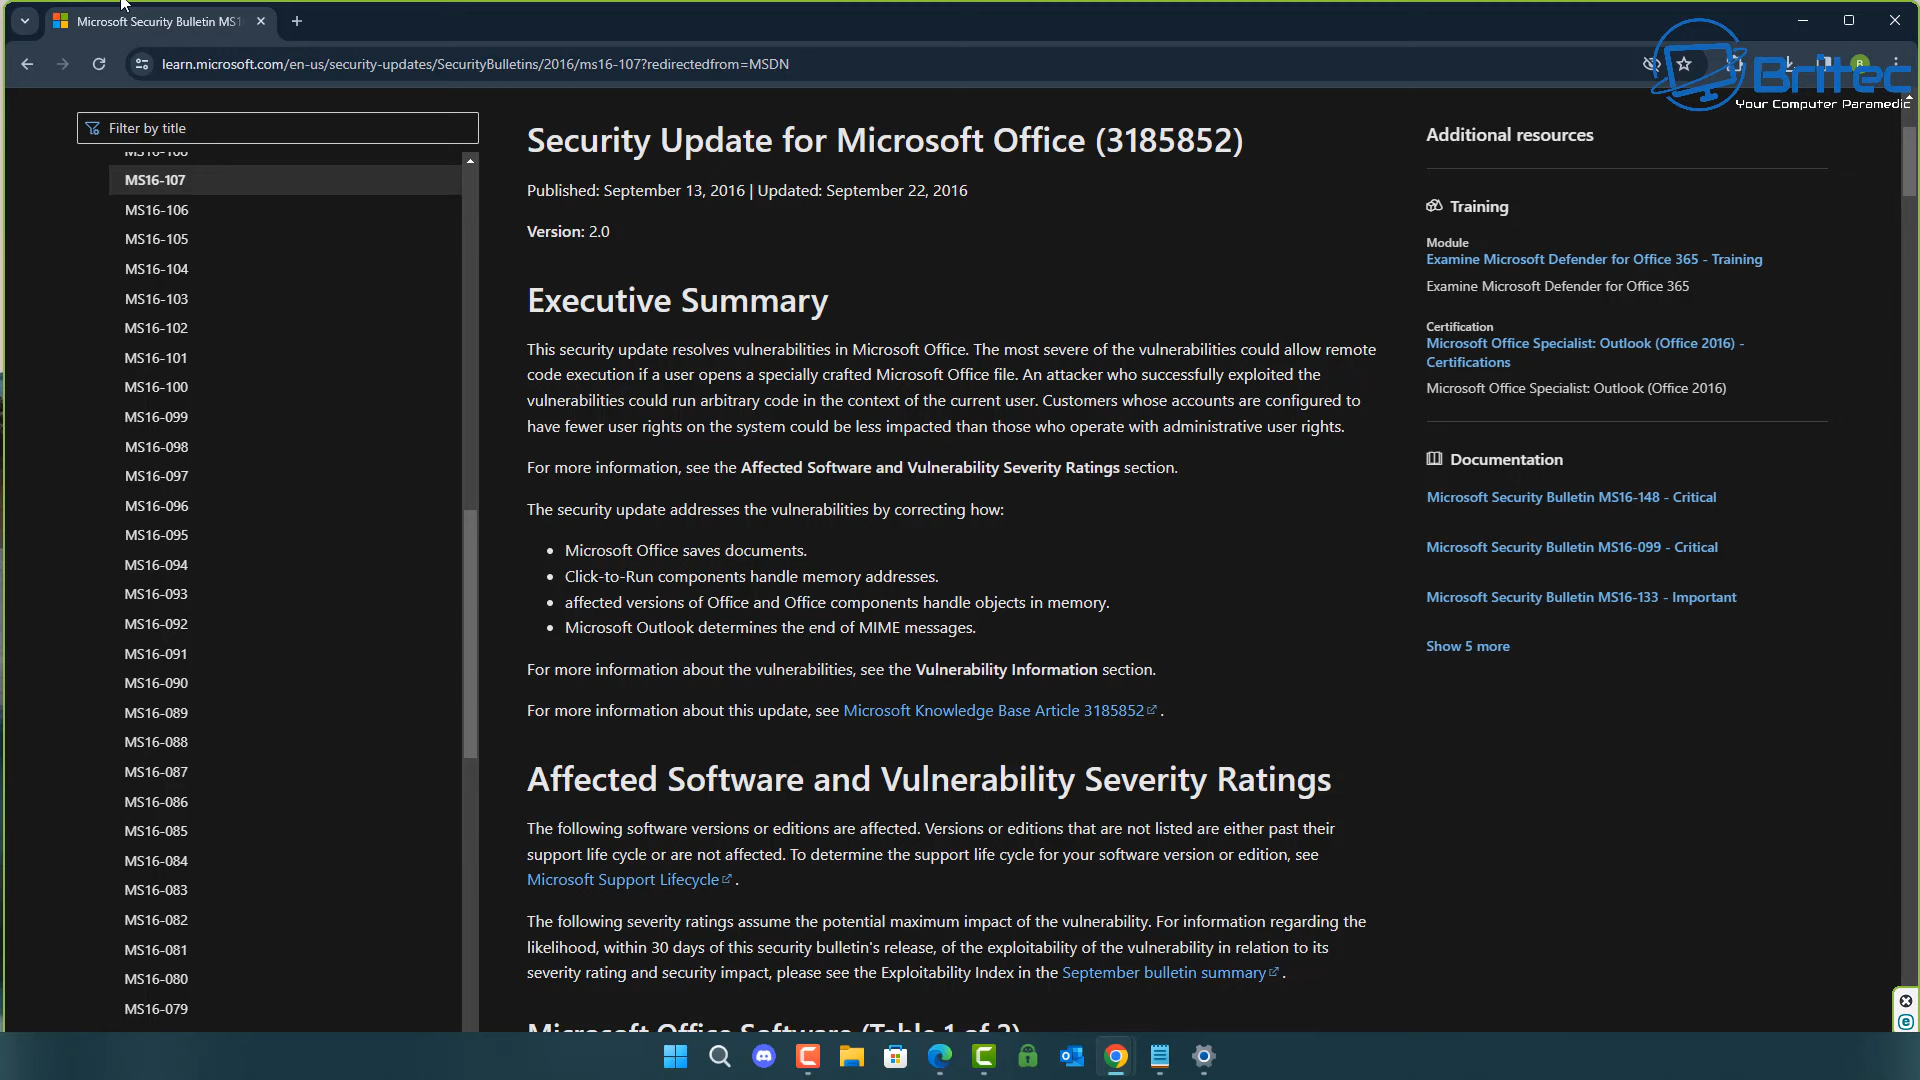 Microsoft Security Bulletin MS1
learn.microsoft.com/en-us/security-updates/SecurityBulletins/2016/ms16-107?redirectedfrom=MSDN
Britec
Your Computer Paramedic
Filter by title
MS16-108
MS16-107
MS16-106
MS16-105
MS16-104
MS16-103
MS16-102
MS16-101
MS16-100
MS16-099
MS16-098
MS16-097
MS16-096
MS16-095
MS16-094
MS16-093
MS16-092
MS16-091
MS16-090
MS16-089
MS16-088
MS16-087
MS16-086
MS16-085
MS16-084
MS16-083
MS16-082
MS16-081
MS16-080
MS16-079
Security Update for Microsoft Office (3185852)
Published: September 13, 2016 | Updated: September 22, 2016
Version: 2.0
Executive Summary
This security update resolves vulnerabilities in Microsoft Office. The most severe of the vulnerabilities could allow remote
code execution if a user opens a specially crafted Microsoft Office file. An attacker who successfully exploited the
vulnerabilities could run arbitrary code in the context of the current user. Customers whose accounts are configured to
have fewer user rights on the system could be less impacted than those who operate with administrative user rights.
For more information, see the Affected Software and Vulnerability Severity Ratings section.
The security update addresses the vulnerabilities by correcting how:
• Microsoft Office saves documents.
• Click-to-Run components handle memory addresses.
• affected versions of Office and Office components handle objects in memory.
• Microsoft Outlook determines the end of MIME messages.
For more information about the vulnerabilities, see the Vulnerability Information section.
For more information about this update, see Microsoft Knowledge Base Article 3185852 .
Affected Software and Vulnerability Severity Ratings
The following software versions or editions are affected. Versions or editions that are not listed are either past their
support life cycle or are not affected. To determine the support life cycle for your software version or edition, see
Microsoft Support Lifecycle .
The following severity ratings assume the potential maximum impact of the vulnerability. For information regarding the
likelihood, within 30 days of this security bulletin's release, of the exploitability of the vulnerability in relation to its
severity rating and security impact, please see the Exploitability Index in the September bulletin summary .
Microsoft Office Software (Table 1 of 2)
Additional resources
Training
Module
Examine Microsoft Defender for Office 365 - Training
Examine Microsoft Defender for Office 365
Certification
Microsoft Office Specialist: Outlook (Office 2016) -
Certifications
Microsoft Office Specialist: Outlook (Office 2016)
Documentation
Microsoft Security Bulletin MS16-148 - Critical
Microsoft Security Bulletin MS16-099 - Critical
Microsoft Security Bulletin MS16-133 - Important
Show 5 more